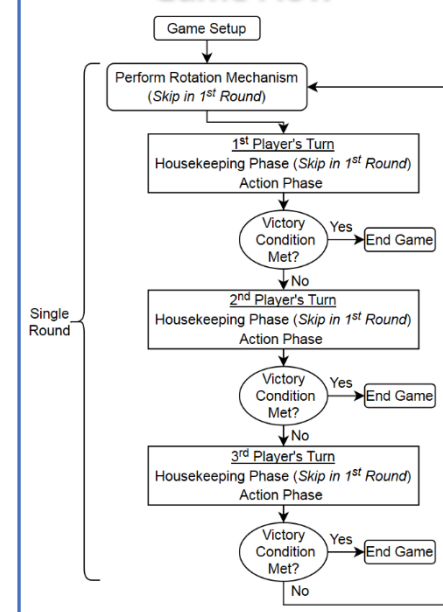 Game Setup
Perform Rotation Mechanism
(Skip in 1st Round)
1st Player's Turn
Housekeeping Phase (Skip in 1st Round)
Action Phase
Victory
Condition
Met?
Yes
End Game
No
2nd Player's Turn
Housekeeping Phase (Skip in 1st Round)
Action Phase
Single
Round
Victory
Condition
Met?
Yes
End Game
No
3rd Player's Turn
Housekeeping Phase (Skip in 1st Round)
Action Phase
Victory
Condition
Met?
Yes
End Game
No